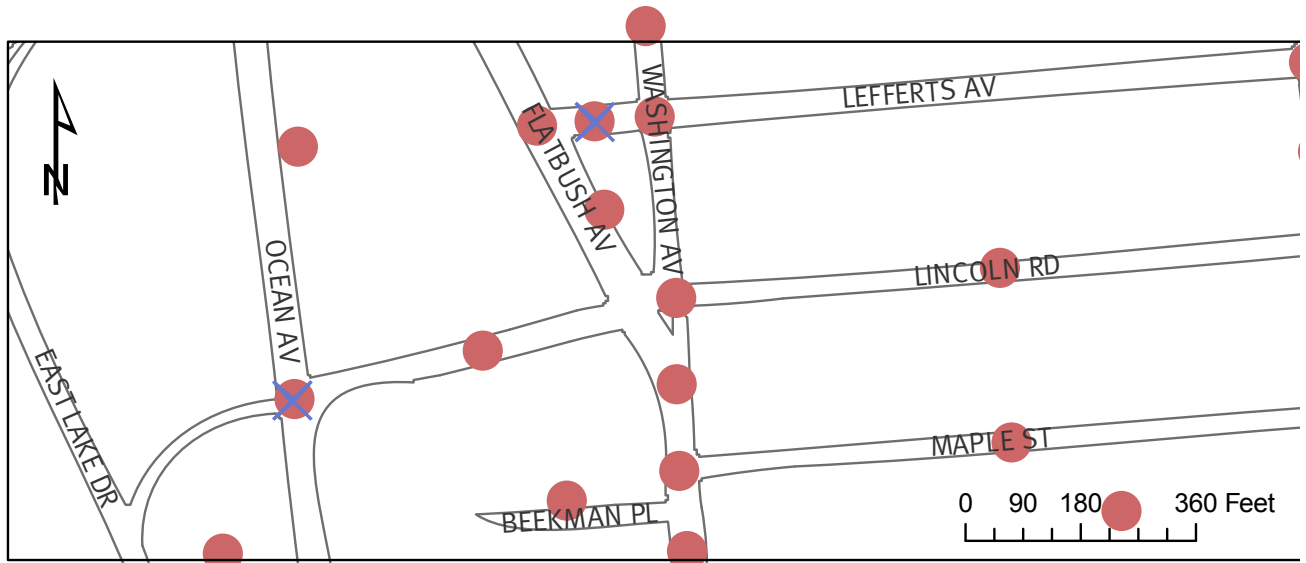 WASHINGTON AV
LEFFERTS AV
FLATBUSH AV
N
OCEAN AV
LINCOLN RD
EAST LAKE DR
MAPLE ST
BEEKMAN PL
0 90 180 360 Feet